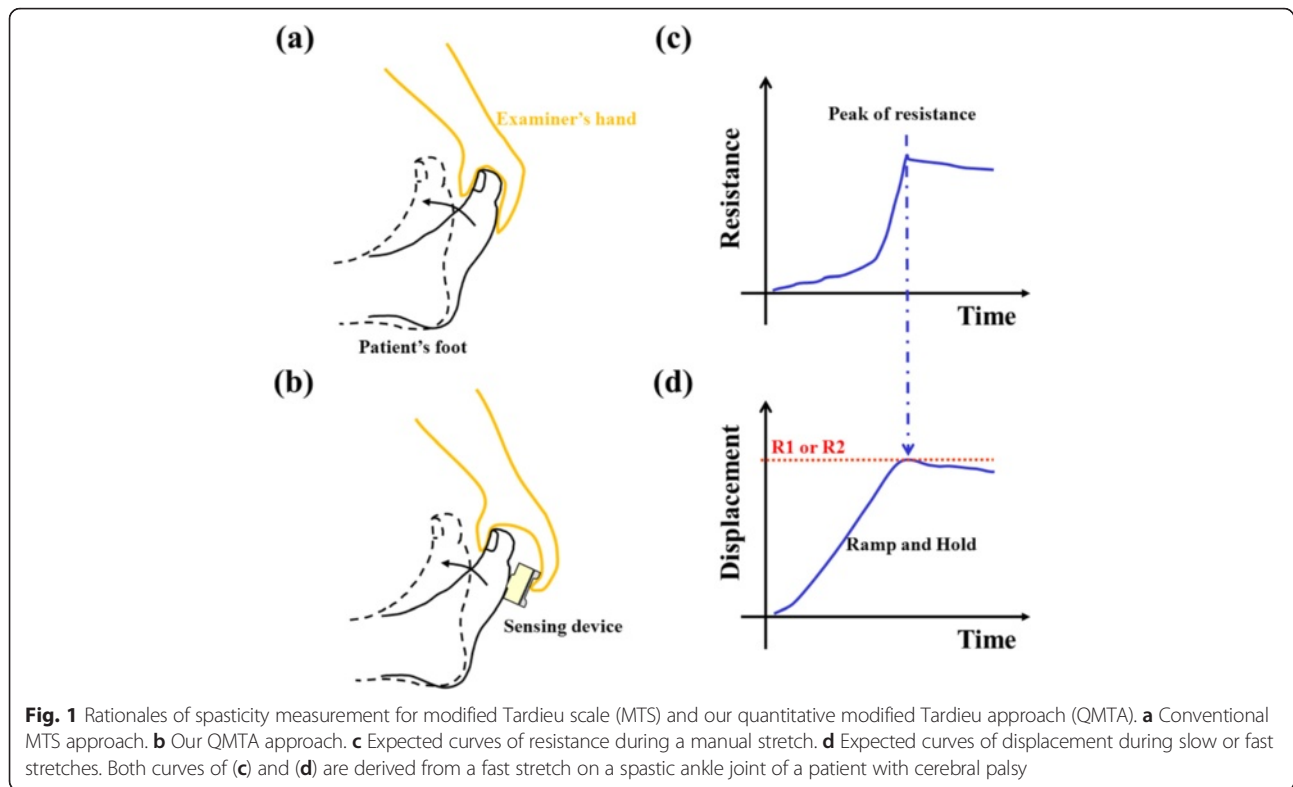 (a)
Examiner's hand
Patient's foot
(b)
Sensing device
(c)
Peak of resistance
Resistance
Time
(d)
R1 or R2
Displacement
Ramp and Hold
Time
Fig. 1 Rationales of spasticity measurement for modified Tardieu scale (MTS) and our quantitative modified Tardieu approach (QMTA). a Conventional
MTS approach. b Our QMTA approach. c Expected curves of resistance during a manual stretch. d Expected curves of displacement during slow or fast
stretches. Both curves of (c) and (d) are derived from a fast stretch on a spastic ankle joint of a patient with cerebral palsy